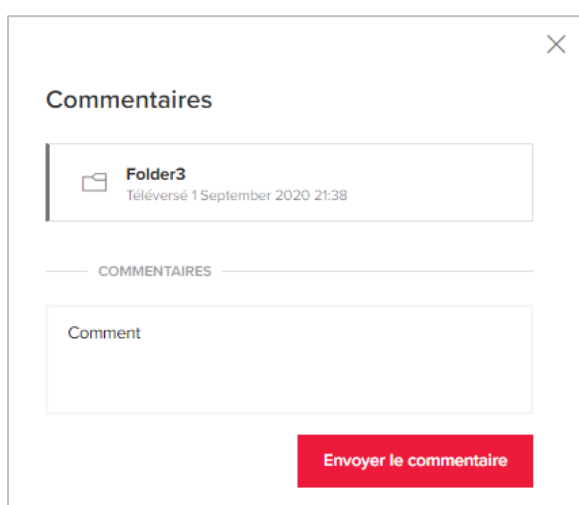 Commentaires
Folder3
Téléversé 1 September 2020 21:38
COMMENTAIRES
Comment
Envoyer le commentaire